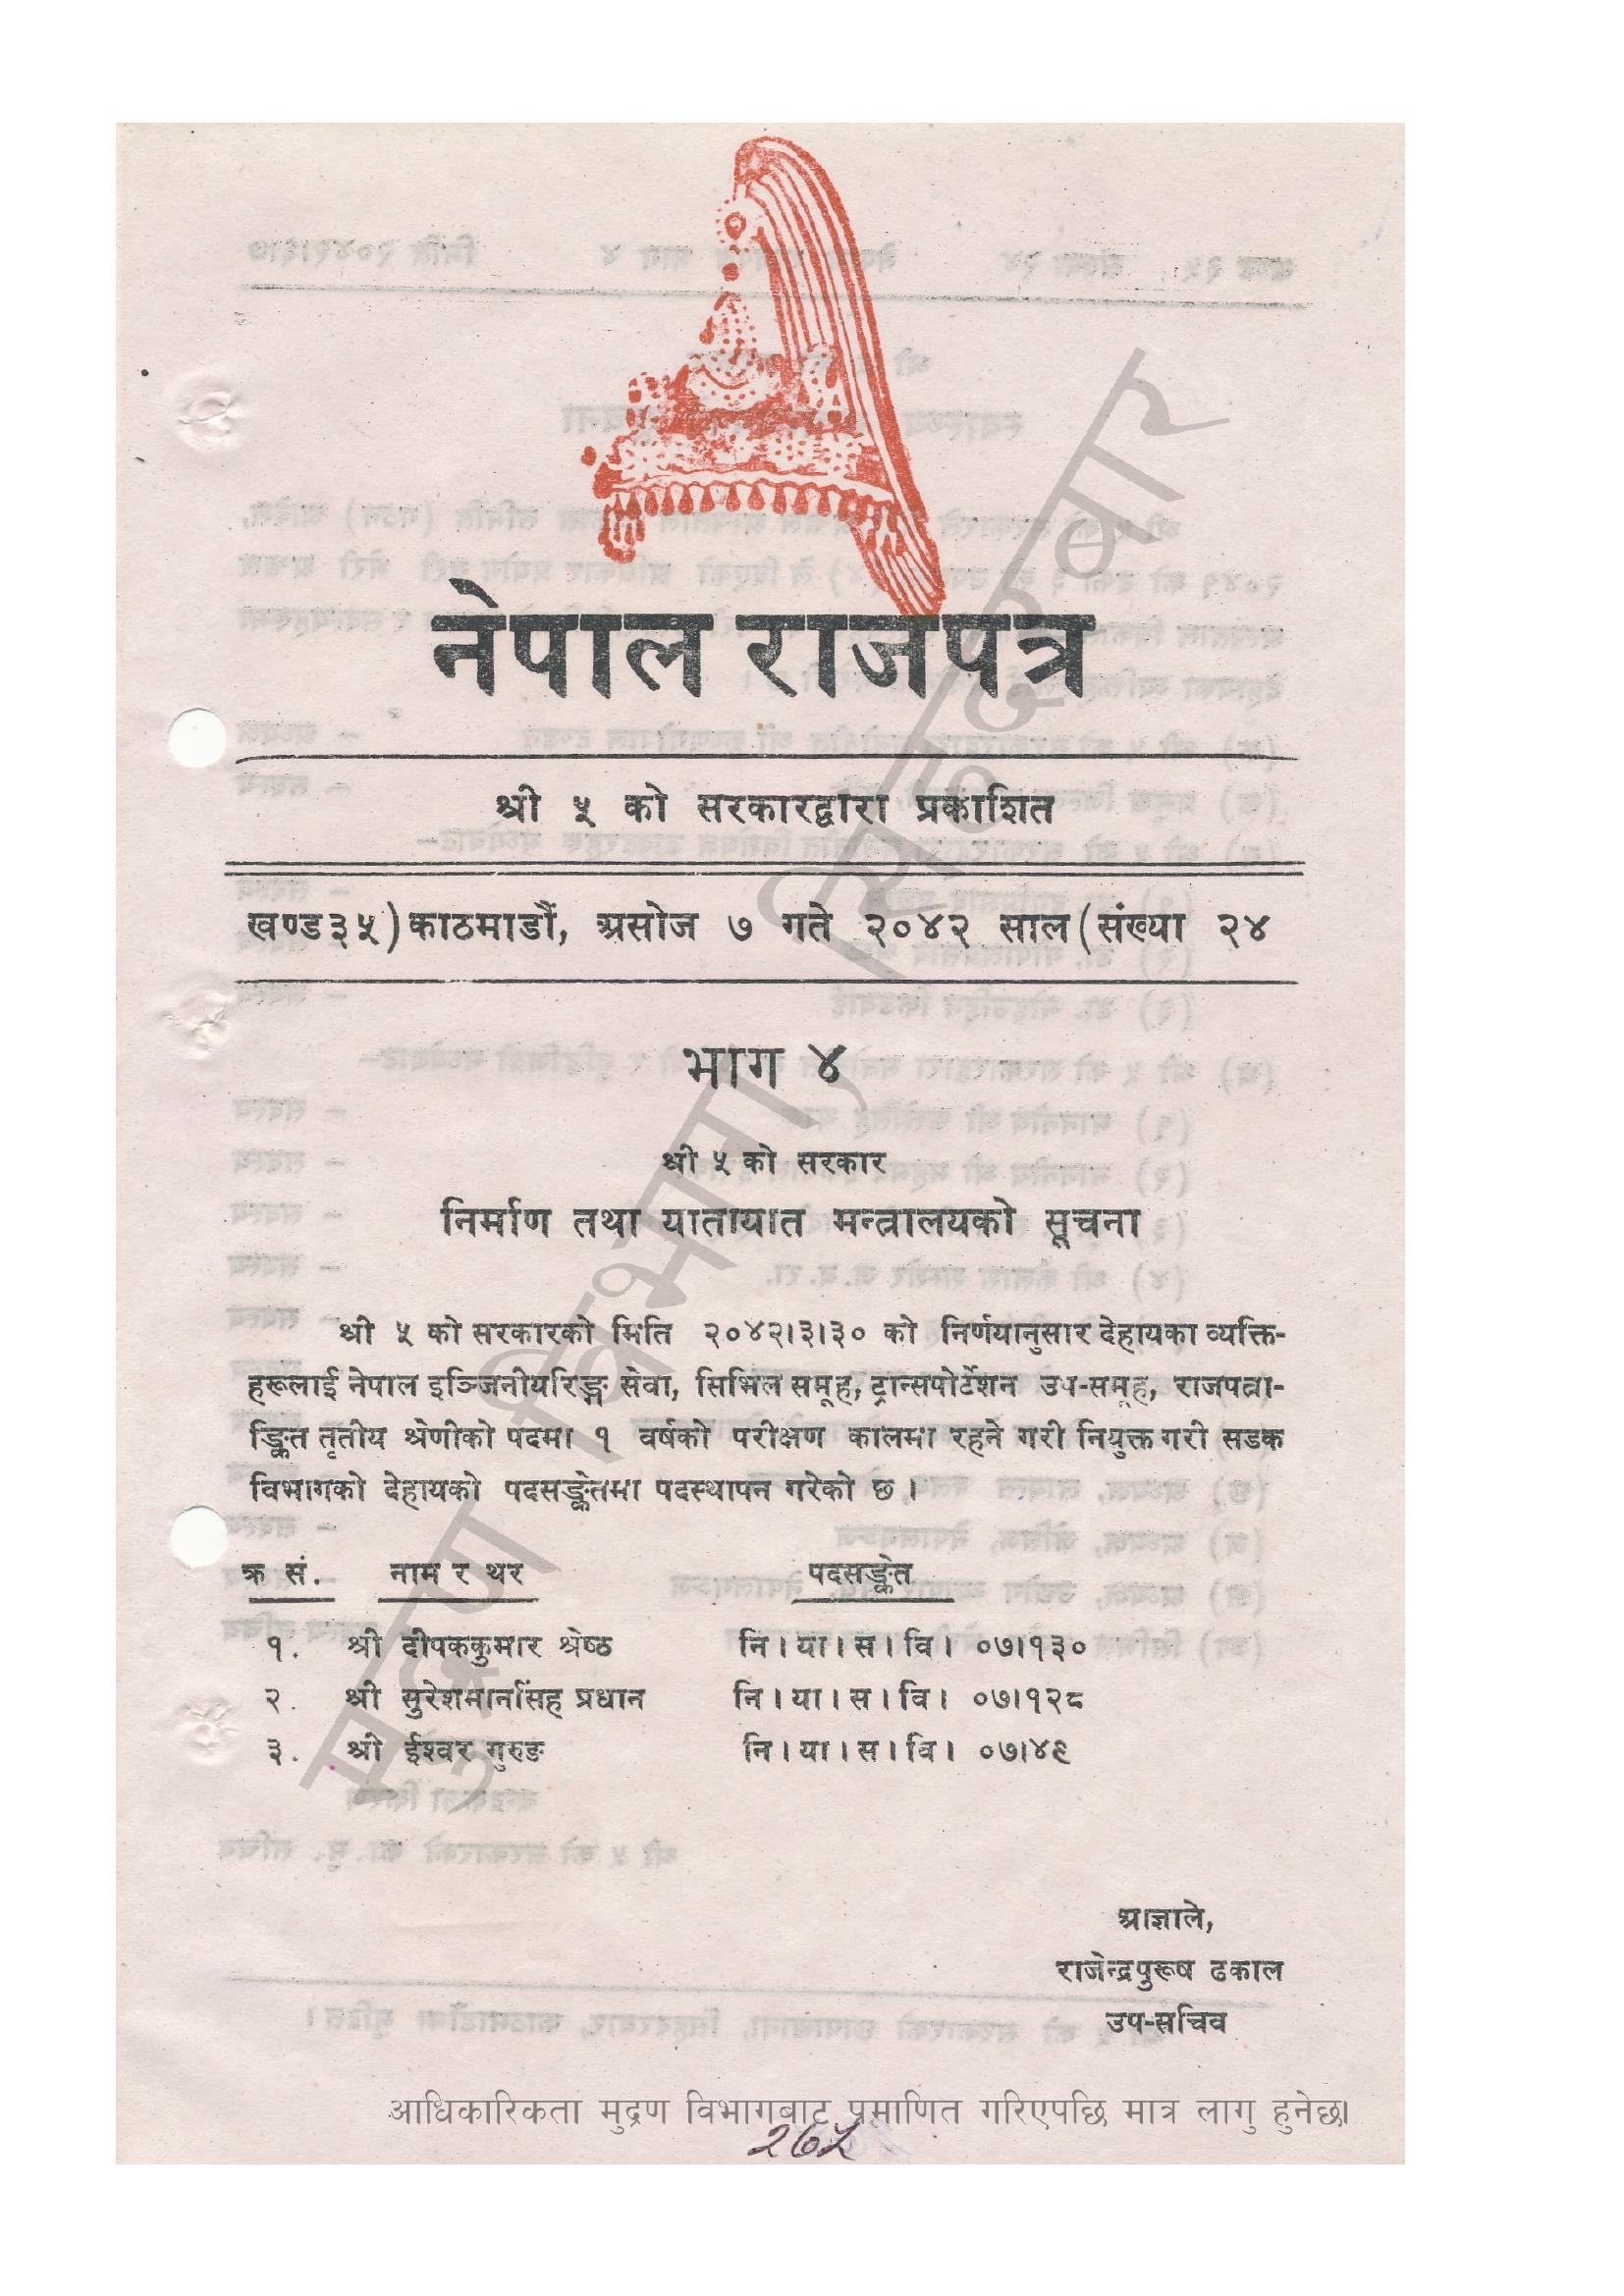 नेपाल राजपत्र
श्री ५ को सरकारद्वारा प्रकाशित
खण्ड ३५) काठमाडौं, असोज ७ गते २०४२ साल (संख्या २४
भाग ४
श्री ५ को सरकार
निर्माण तथा यातायात मन्त्रालयको सूचना
श्री ५ को सरकारको मिति २०४२।३।३० को निर्णयानुसार देहायका व्यक्ति-
हरूलाई नेपाल इञ्जिनीयरिङ्ग सेवा, सिभिल समूह, ट्रान्सपोर्टेशन उप-समूह, राजपत्रा-
ङ्कित तृतीय श्रेणीको पदमा १ वर्षको परीक्षण कालमा रहने गरी नियुक्त गरी सडक
विभागको देहायको पदसङ्केतमा पदस्थापन गरेको छ ।
क्र सं. नाम र थर पदसङ्केत
१. श्री दीपककुमार श्रेष्ठ नि। या। स। वि। ०७।१३०
२. श्री सुरेशमानसिंह प्रधान नि। या। स। वि। ०७।१२८
३. श्री ईश्वर गुरुङ नि। या। स। वि। ०७।४९
आज्ञाले,
राजेन्द्रपुरूष ढकाल
उप-सचिव
मुद्रण विभाग, सिंहदरबार
आधिकारिकता मुद्रण विभागबाट प्रमाणित गरिएपछि मात्र लागु हुनेछ।